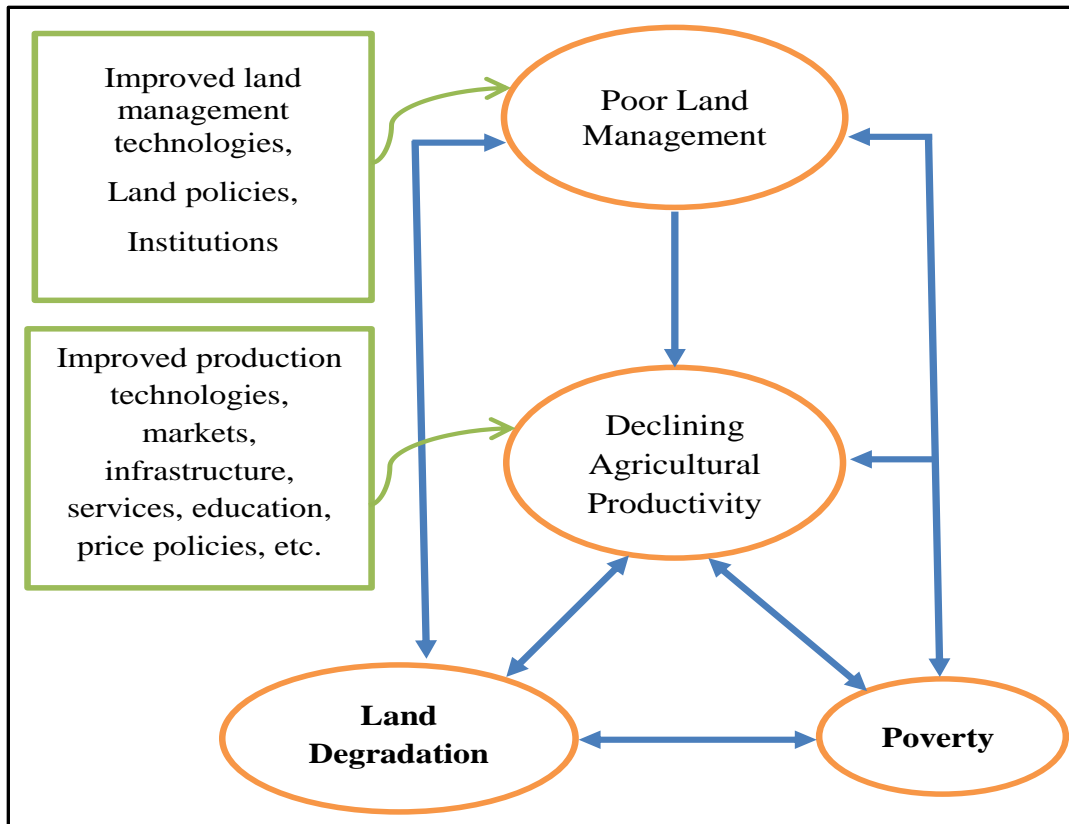 Improved land
management
technologies,
Land policies,
Institutions
Poor Land
Management
Improved production
technologies,
markets,
infrastructure,
services, education,
price policies, etc.
Declining
Agricultural
Productivity
Land
Degradation
Poverty